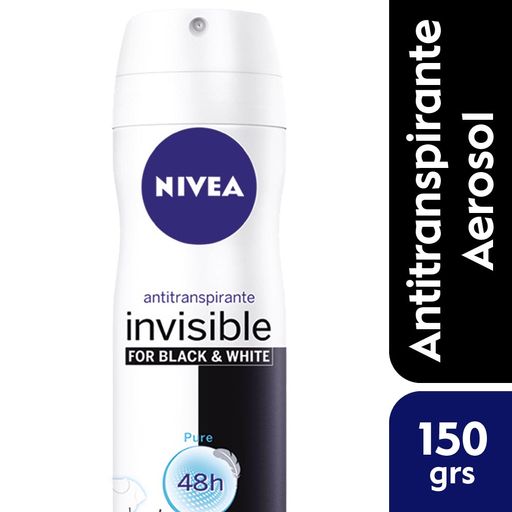 NIVEA
antitranspirante
invisible
FOR BLACK & WHITE
Pure
48h
Antitranspirante
Aerosol
150
grs